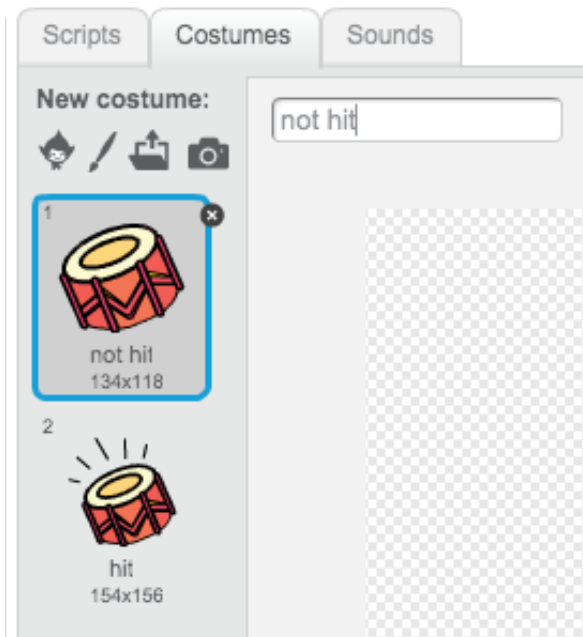 Scripts Costumes Sounds
New costume:
not hit
1
not hit
134x118
2
hit
154x156